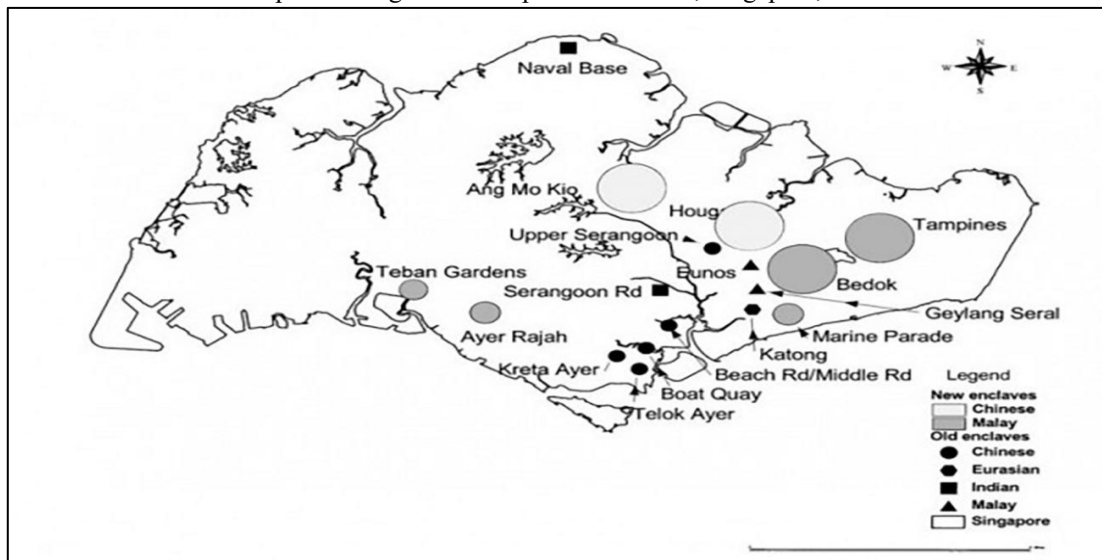 N
W E
S
Naval Base
Ang Mo Kio
Houg
Tampines
Upper Serangoon
Eunos
Bedok
Teban Gardens
Serangoon Rd
Geylang Seral
Ayer Rajah
Marine Parade
Katong
Kreta Ayer
Beach Rd/Middle Rd
Boat Quay
Telok Ayer
Legend
New enclaves
Chinese
Malay
Old enclaves
Chinese
Eurasian
Indian
Malay
Singapore